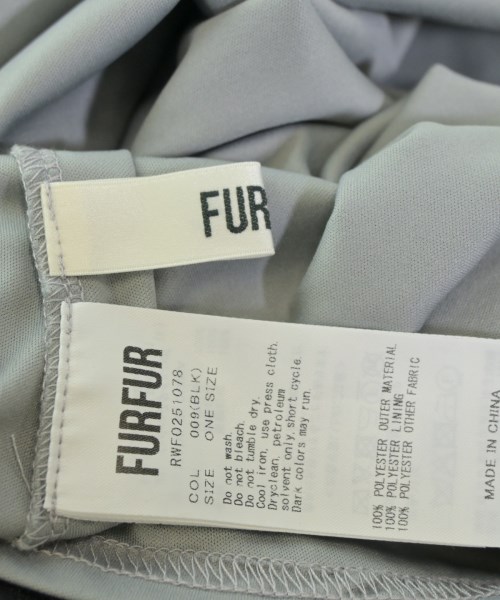 FUR
FURFUR
RWF0251078
COL 009(BLK)
SIZE ONE SIZE
Do not wash.
Do not bleach.
Do not tumble dry.
Cool iron, use press cloth.
Dryclean, petroleum
solvent only, short cycle.
Dark colors may run.
100% POLYESTER OUTER MATERIAL
100% POLYESTER LINING
100% POLYESTER OTHER FABRIC
MADE IN CHINA